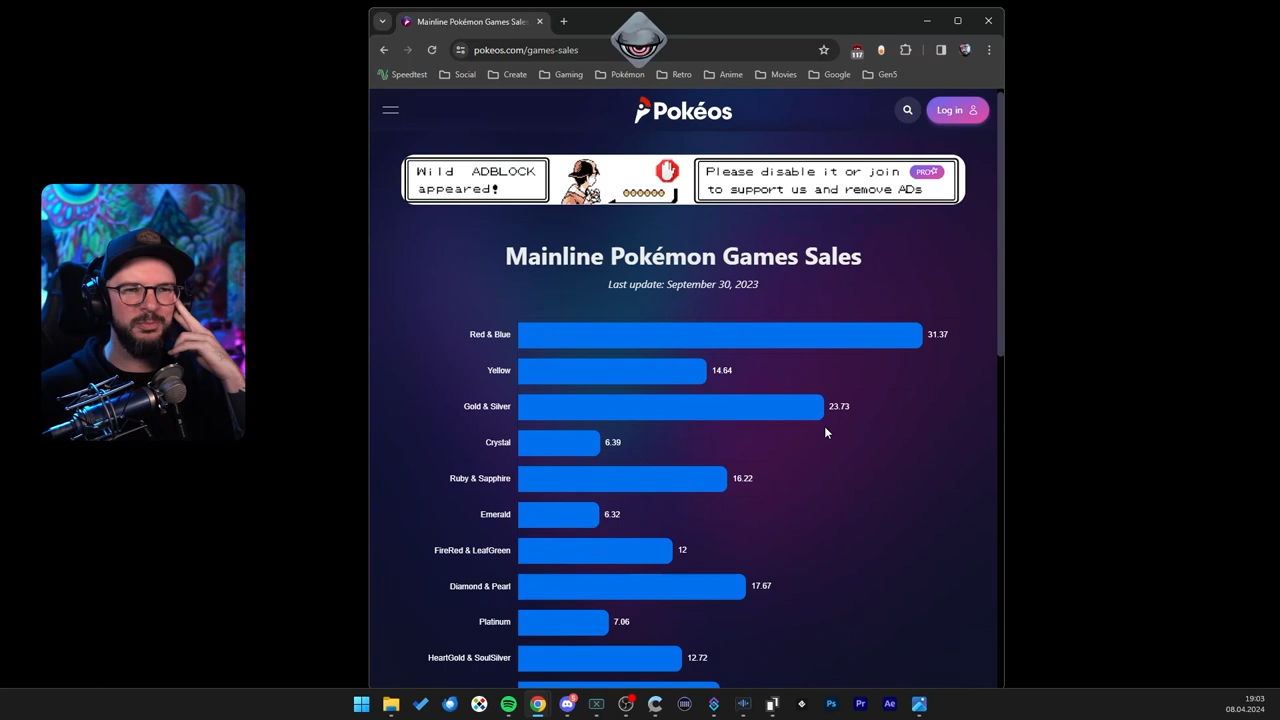 Mainline Pokémon Games Sales
pokeos.com/games-sales
117
Speedtest Social Create Gaming Pokémon Retro Anime Movies Google Gen5
Pokéos
Log in
Wild ADBLOCK
appeared!
Please disable it or join PRO
to support us and remove ADs
Mainline Pokémon Games Sales
Last update: September 30, 2023
Red & Blue 31.37
Yellow 14.64
Gold & Silver 23.73
Crystal 6.39
Ruby & Sapphire 16.22
Emerald 6.32
FireRed & LeafGreen 12
Diamond & Pearl 17.67
Platinum 7.06
HeartGold & SoulSilver 12.72
Ps Pr Ae
19:03
08.04.2024